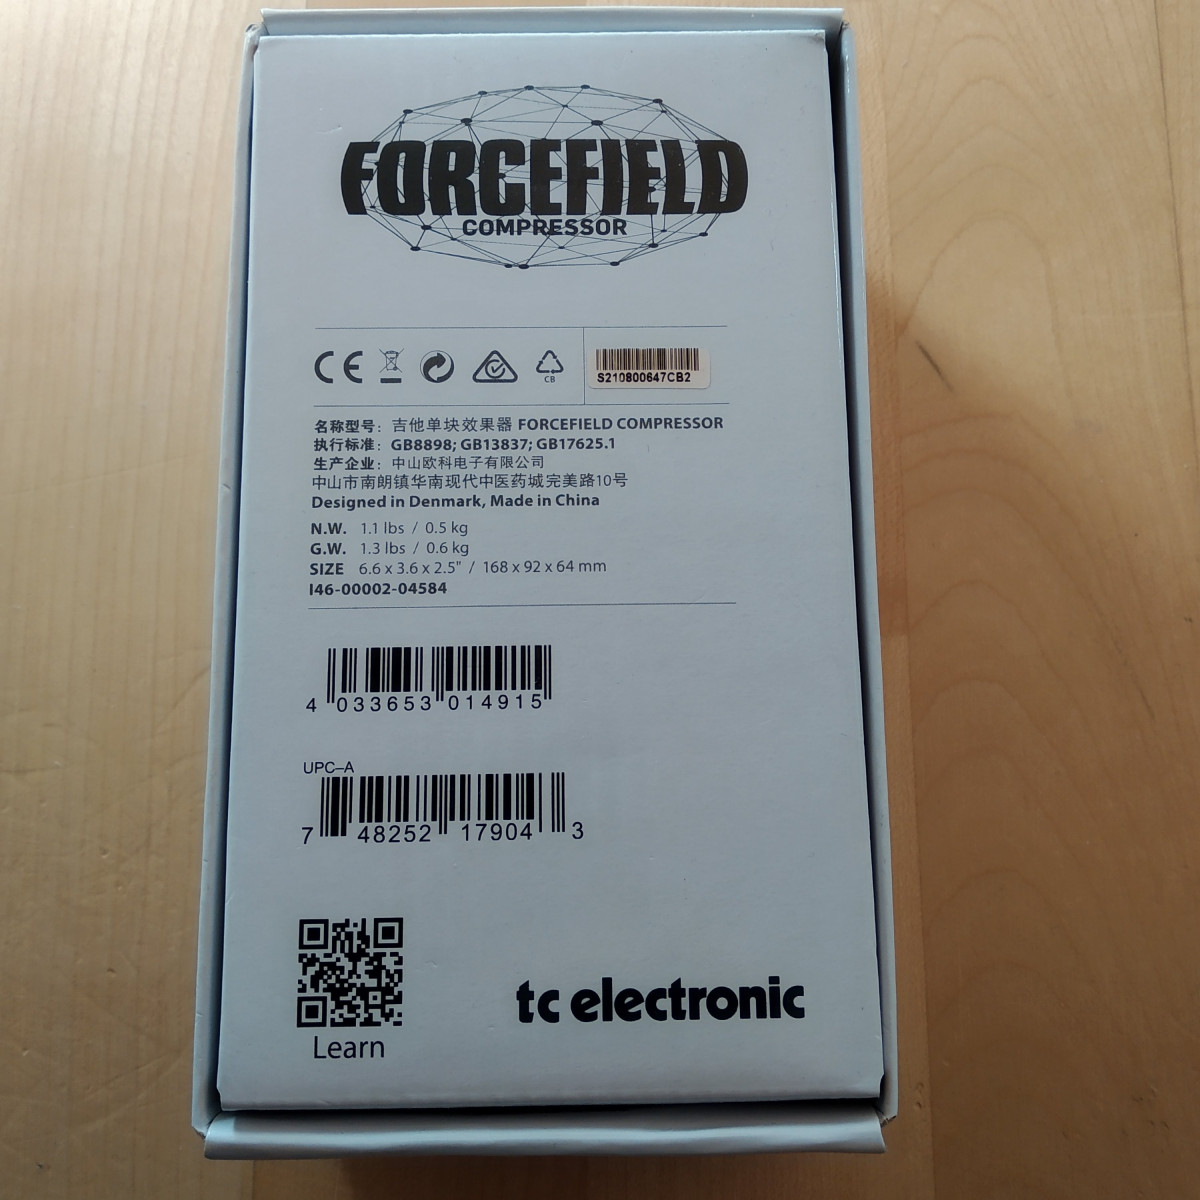 FORCEFIELD
COMPRESSOR
CE
CB
S210800647CB2
名称型号：吉他单块效果器 FORCEFIELD COMPRESSOR
执行标准：GB8898; GB13837; GB17625.1
生产企业：中山欧科电子有限公司
中山市南朗镇华南现代中医药城完美路10号
Designed in Denmark, Made in China
N.W. 1.1 lbs / 0.5 kg
G.W. 1.3 lbs / 0.6 kg
SIZE 6.6 x 3.6 x 2.5" / 168 x 92 x 64 mm
I46-00002-04584
4 033653 014915
UPC–A
7 48252 17904 3
tc electronic
Learn